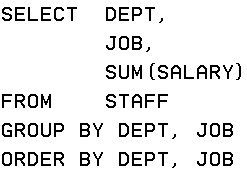 SELECT  DEPT,
        JOB,
        SUM(SALARY)
FROM    STAFF
GROUP BY DEPT, JOB
ORDER BY DEPT, JOB